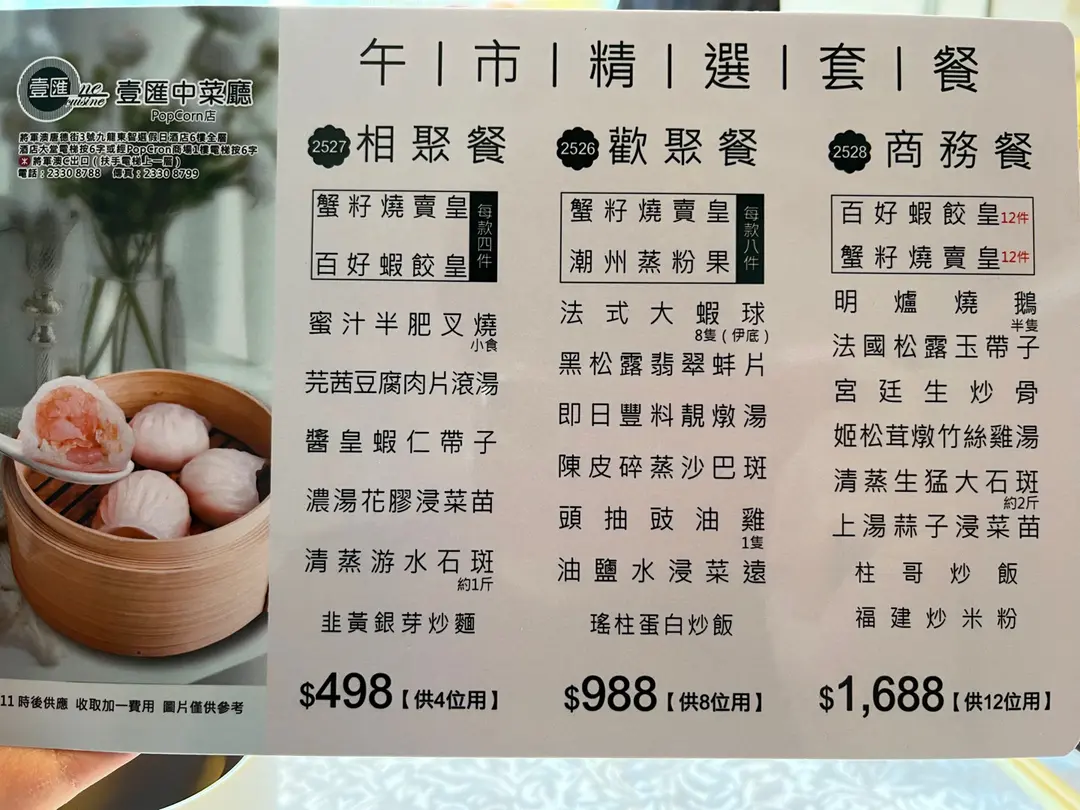 壹匯
One
Cuisine
壹匯中菜廳
PopCorn店
將軍澳唐德街3號九龍東智選假日酒店6樓全層
酒店大堂電梯按6字或經PopCron商場1樓電梯按6字
將軍澳C出口(扶手電梯上一層)
電話：2330 8788 傳真：2330 8799
11 時後供應 收取加一費用 圖片僅供參考
午|市|精|選|套|餐
2527 相聚餐
蟹籽燒賣皇
百好蝦餃皇
每款四件
蜜汁半肥叉燒
小食
芫茜豆腐肉片滾湯
醬皇蝦仁帶子
濃湯花膠浸菜苗
清蒸游水石斑
約1斤
韭黃銀芽炒麵
$498【供4位用】
2526 歡聚餐
蟹籽燒賣皇
潮州蒸粉果
每款八件
法式大蝦球
8隻(伊底)
黑松露翡翠蚌片
即日豐料靚燉湯
陳皮碎蒸沙巴斑
頭抽豉油雞
1隻
油鹽水浸菜遠
瑤柱蛋白炒飯
$988【供8位用】
2528 商務餐
百好蝦餃皇12件
蟹籽燒賣皇12件
明爐燒鵝
半隻
法國松露玉帶子
宮廷生炒骨
姬松茸燉竹絲雞湯
清蒸生猛大石斑
約2斤
上湯蒜子浸菜苗
柱哥炒飯
福建炒米粉
$1,688【供12位用】